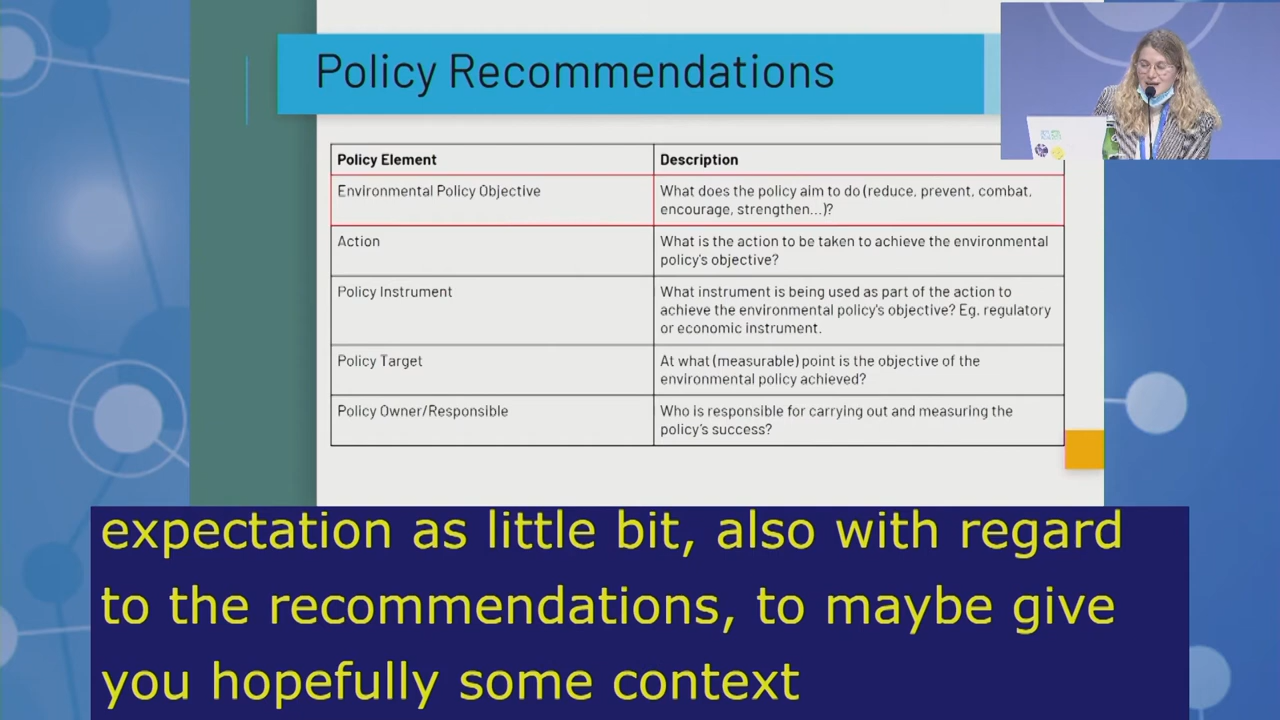 Policy Recommendations
Policy Element
Description
Environmental Policy Objective
What does the policy aim to do (reduce, prevent, combat,
encourage, strengthen...)?
Action
What is the action to be taken to achieve the environmental
policy's objective?
Policy Instrument
What instrument is being used as part of the action to
achieve the environmental policy's objective? Eg. regulatory
or economic instrument.
Policy Target
At what (measurable) point is the objective of the
environmental policy achieved?
Policy Owner/Responsible
Who is responsible for carrying out and measuring the
policy's success?
expectation as little bit, also with regard
to the recommendations, to maybe give
you hopefully some context